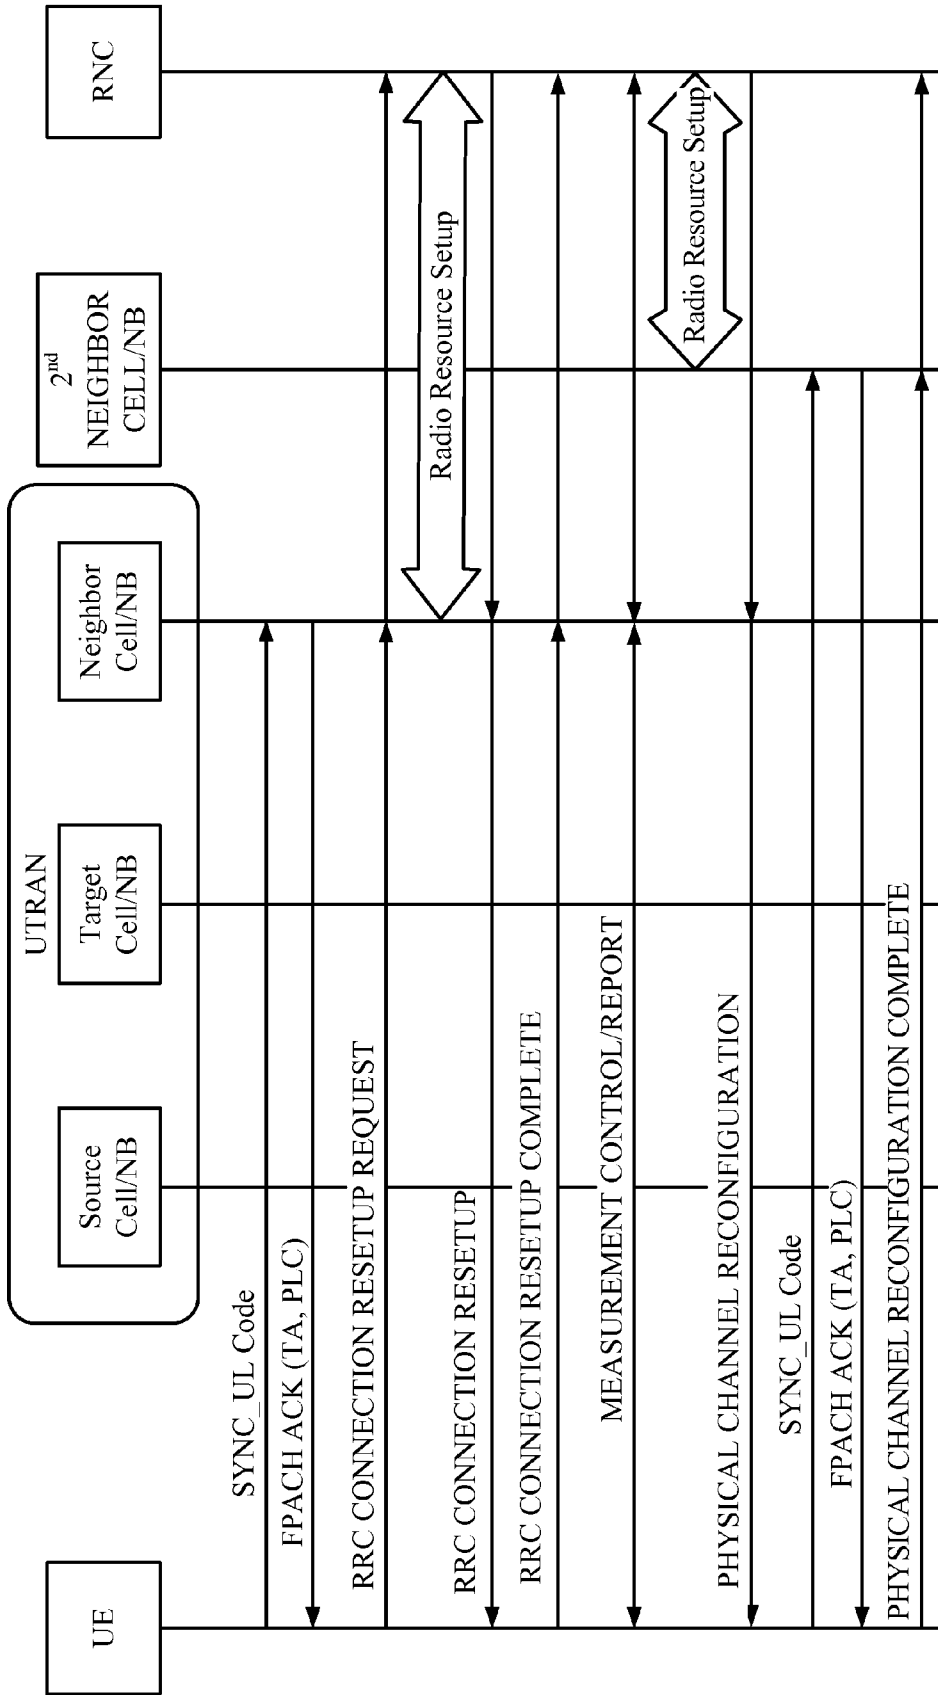 UTRAN
UE
Source
Cell/NB
Target
Cell/NB
Neighbor
Cell/NB
2nd
NEIGHBOR
CELL/NB
RNC
SYNC_UL Code
FPACH ACK (TA, PLC)
RRC CONNECTION RESETUP REQUEST
Radio Resource Setup
RRC CONNECTION RESETUP
RRC CONNECTION RESETUP COMPLETE
MEASUREMENT CONTROL/REPORT
Radio Resource Setup
PHYSICAL CHANNEL RECONFIGURATION
SYNC_UL Code
FPACH ACK (TA, PLC)
PHYSICAL CHANNEL RECONFIGURATION COMPLETE